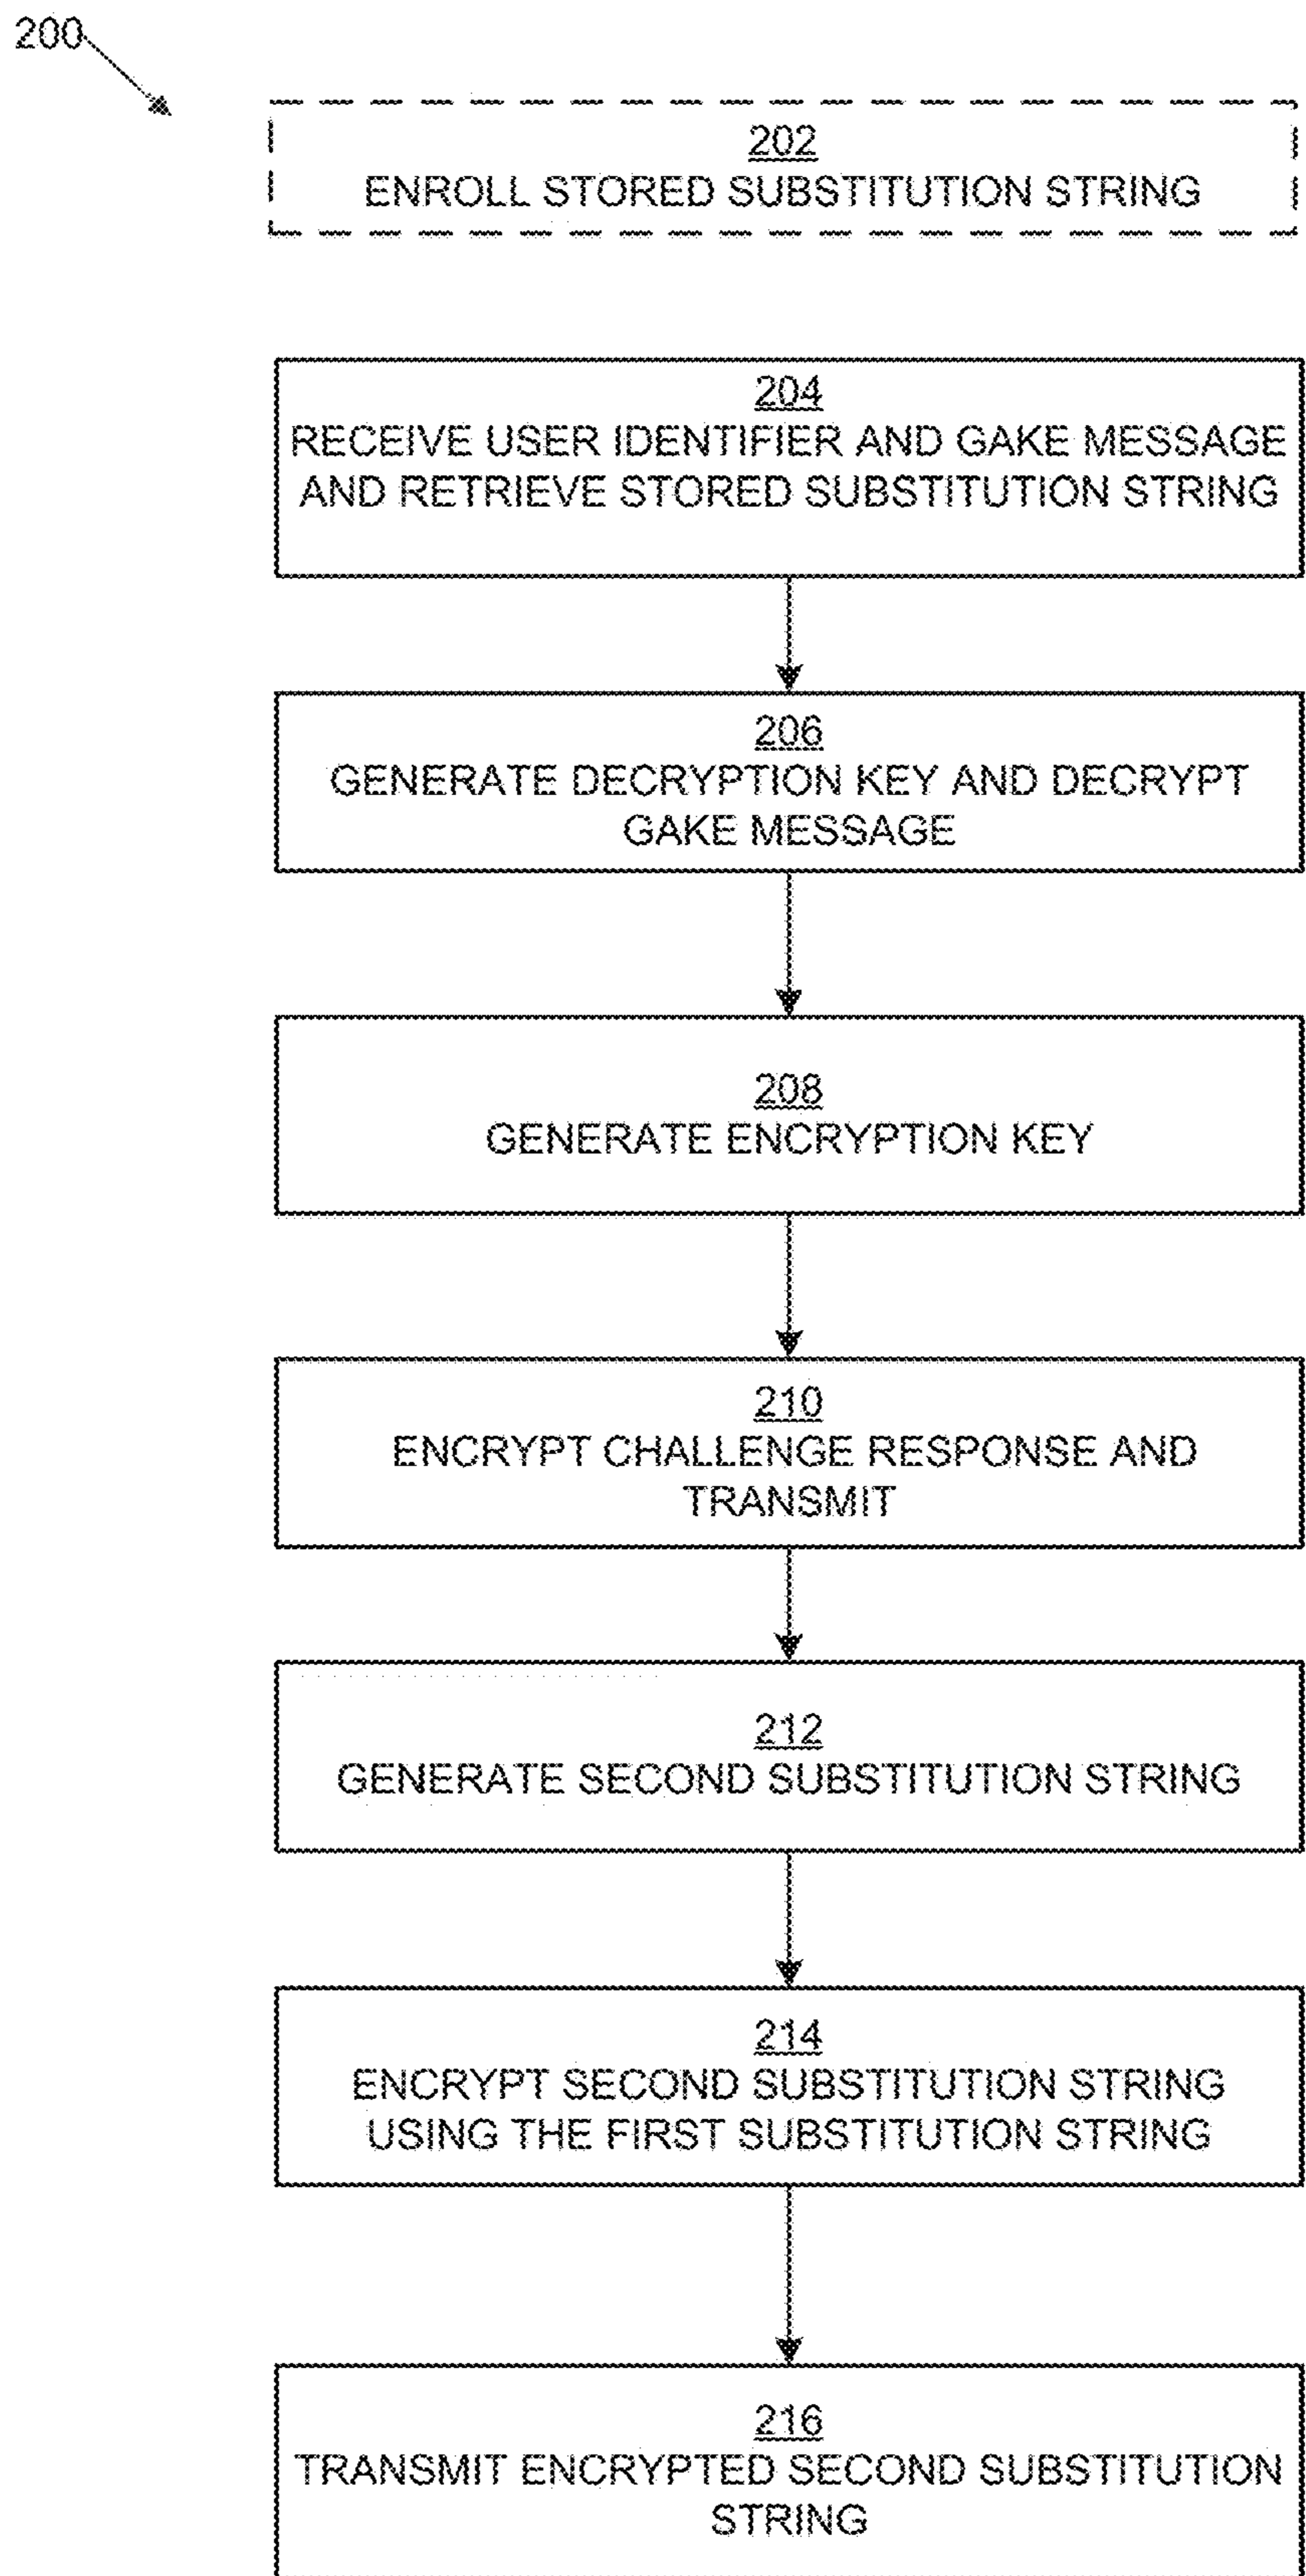 200
202
ENROLL STORED SUBSTITUTION STRING
204
RECEIVE USER IDENTIFIER AND GAKE MESSAGE
AND RETRIEVE STORED SUBSTITUTION STRING
206
GENERATE DECRYPTION KEY AND DECRYPT
GAKE MESSAGE
208
GENERATE ENCRYPTION KEY
210
ENCRYPT CHALLENGE RESPONSE AND
TRANSMIT
212
GENERATE SECOND SUBSTITUTION STRING
214
ENCRYPT SECOND SUBSTITUTION STRING
USING THE FIRST SUBSTITUTION STRING
216
TRANSMIT ENCRYPTED SECOND SUBSTITUTION
STRING